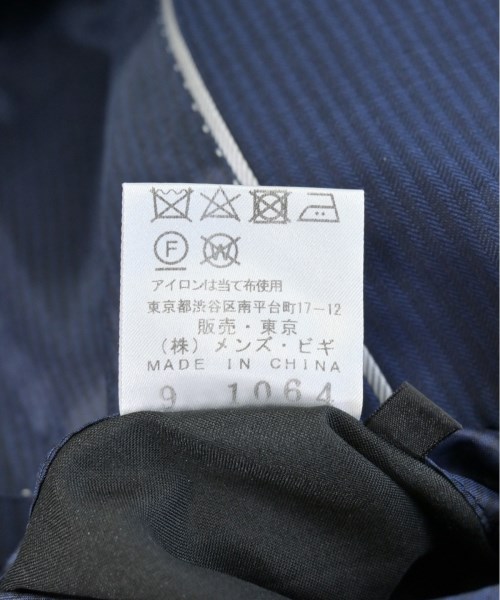 F W
アイロンは当て布使用
東京都渋谷区南平台町17-12
販売・東京
(株)メンズ・ビギ
MADE IN CHINA
9 1064